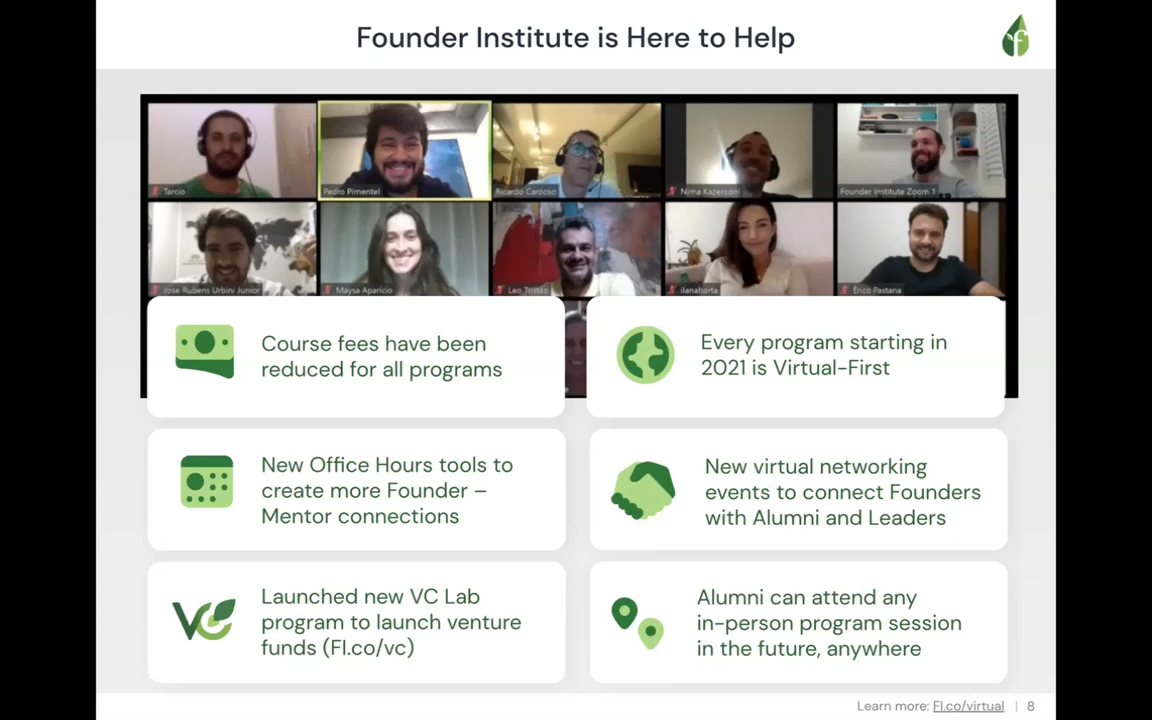 Founder Institute is Here to Help
Tarcio
Pedro Pimentel
Ricardo Cardoso
Nima Kazerooni
Founder Institute Zoom 1
Jose Rubens Urbini Junior
Maysa Aparício
Leo Tristão
ilanahorta
Erico Pastana
Course fees have been
reduced for all programs
Every program starting in
2021 is Virtual-First
New Office Hours tools to
create more Founder –
Mentor connections
New virtual networking
events to connect Founders
with Alumni and Leaders
VC
Launched new VC Lab
program to launch venture
funds (FI.co/vc)
Alumni can attend any
in-person program session
in the future, anywhere
Learn more: FI.co/virtual | 8